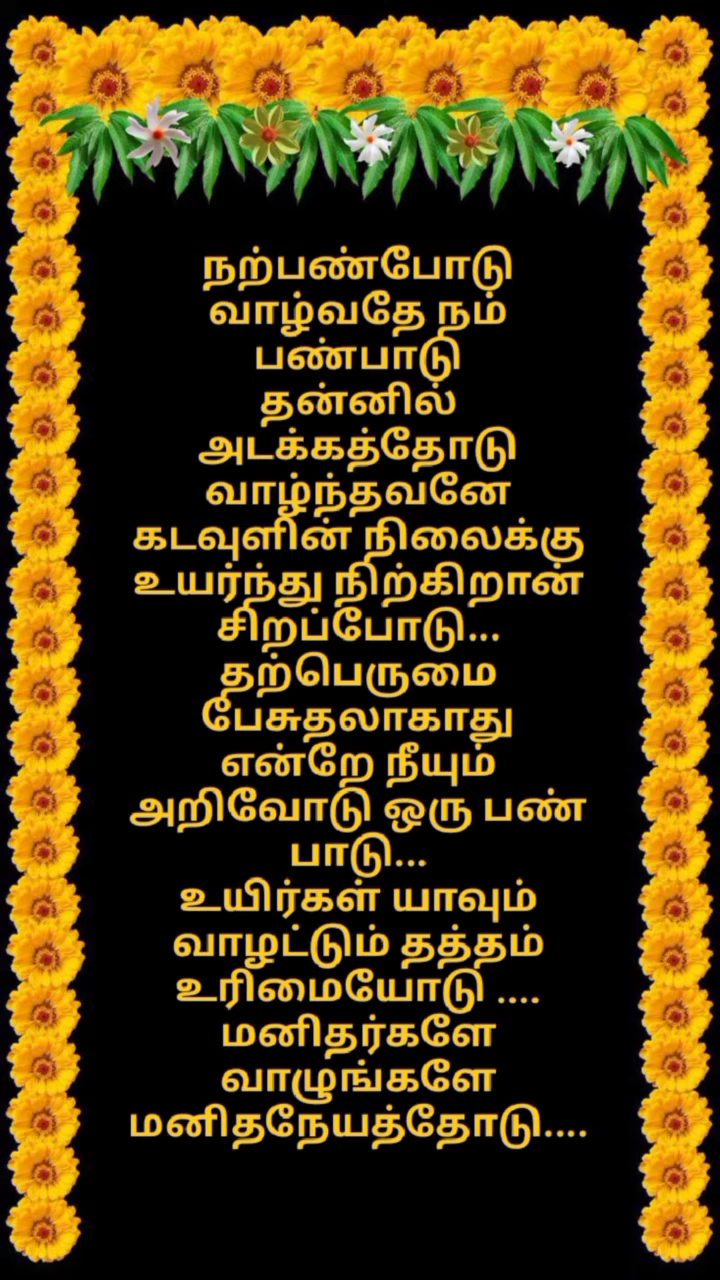 நற்பண்போடு
வாழ்வதே நம்
பண்பாடு
தன்னில்
அடக்கத்தோடு
வாழ்ந்தவனே
கடவுளின் நிலைக்கு
உயர்ந்து நிற்கிறான்
சிறப்போடு...
தற்பெருமை
பேசுதலாகாது
என்றே நீயும்
அறிவோடு ஒரு பண்
பாடு...
உயிர்கள் யாவும்
வாழட்டும் தத்தம்
உரிமையோடு ....
மனிதர்களே
வாழுங்களே
மனிதநேயத்தோடு....